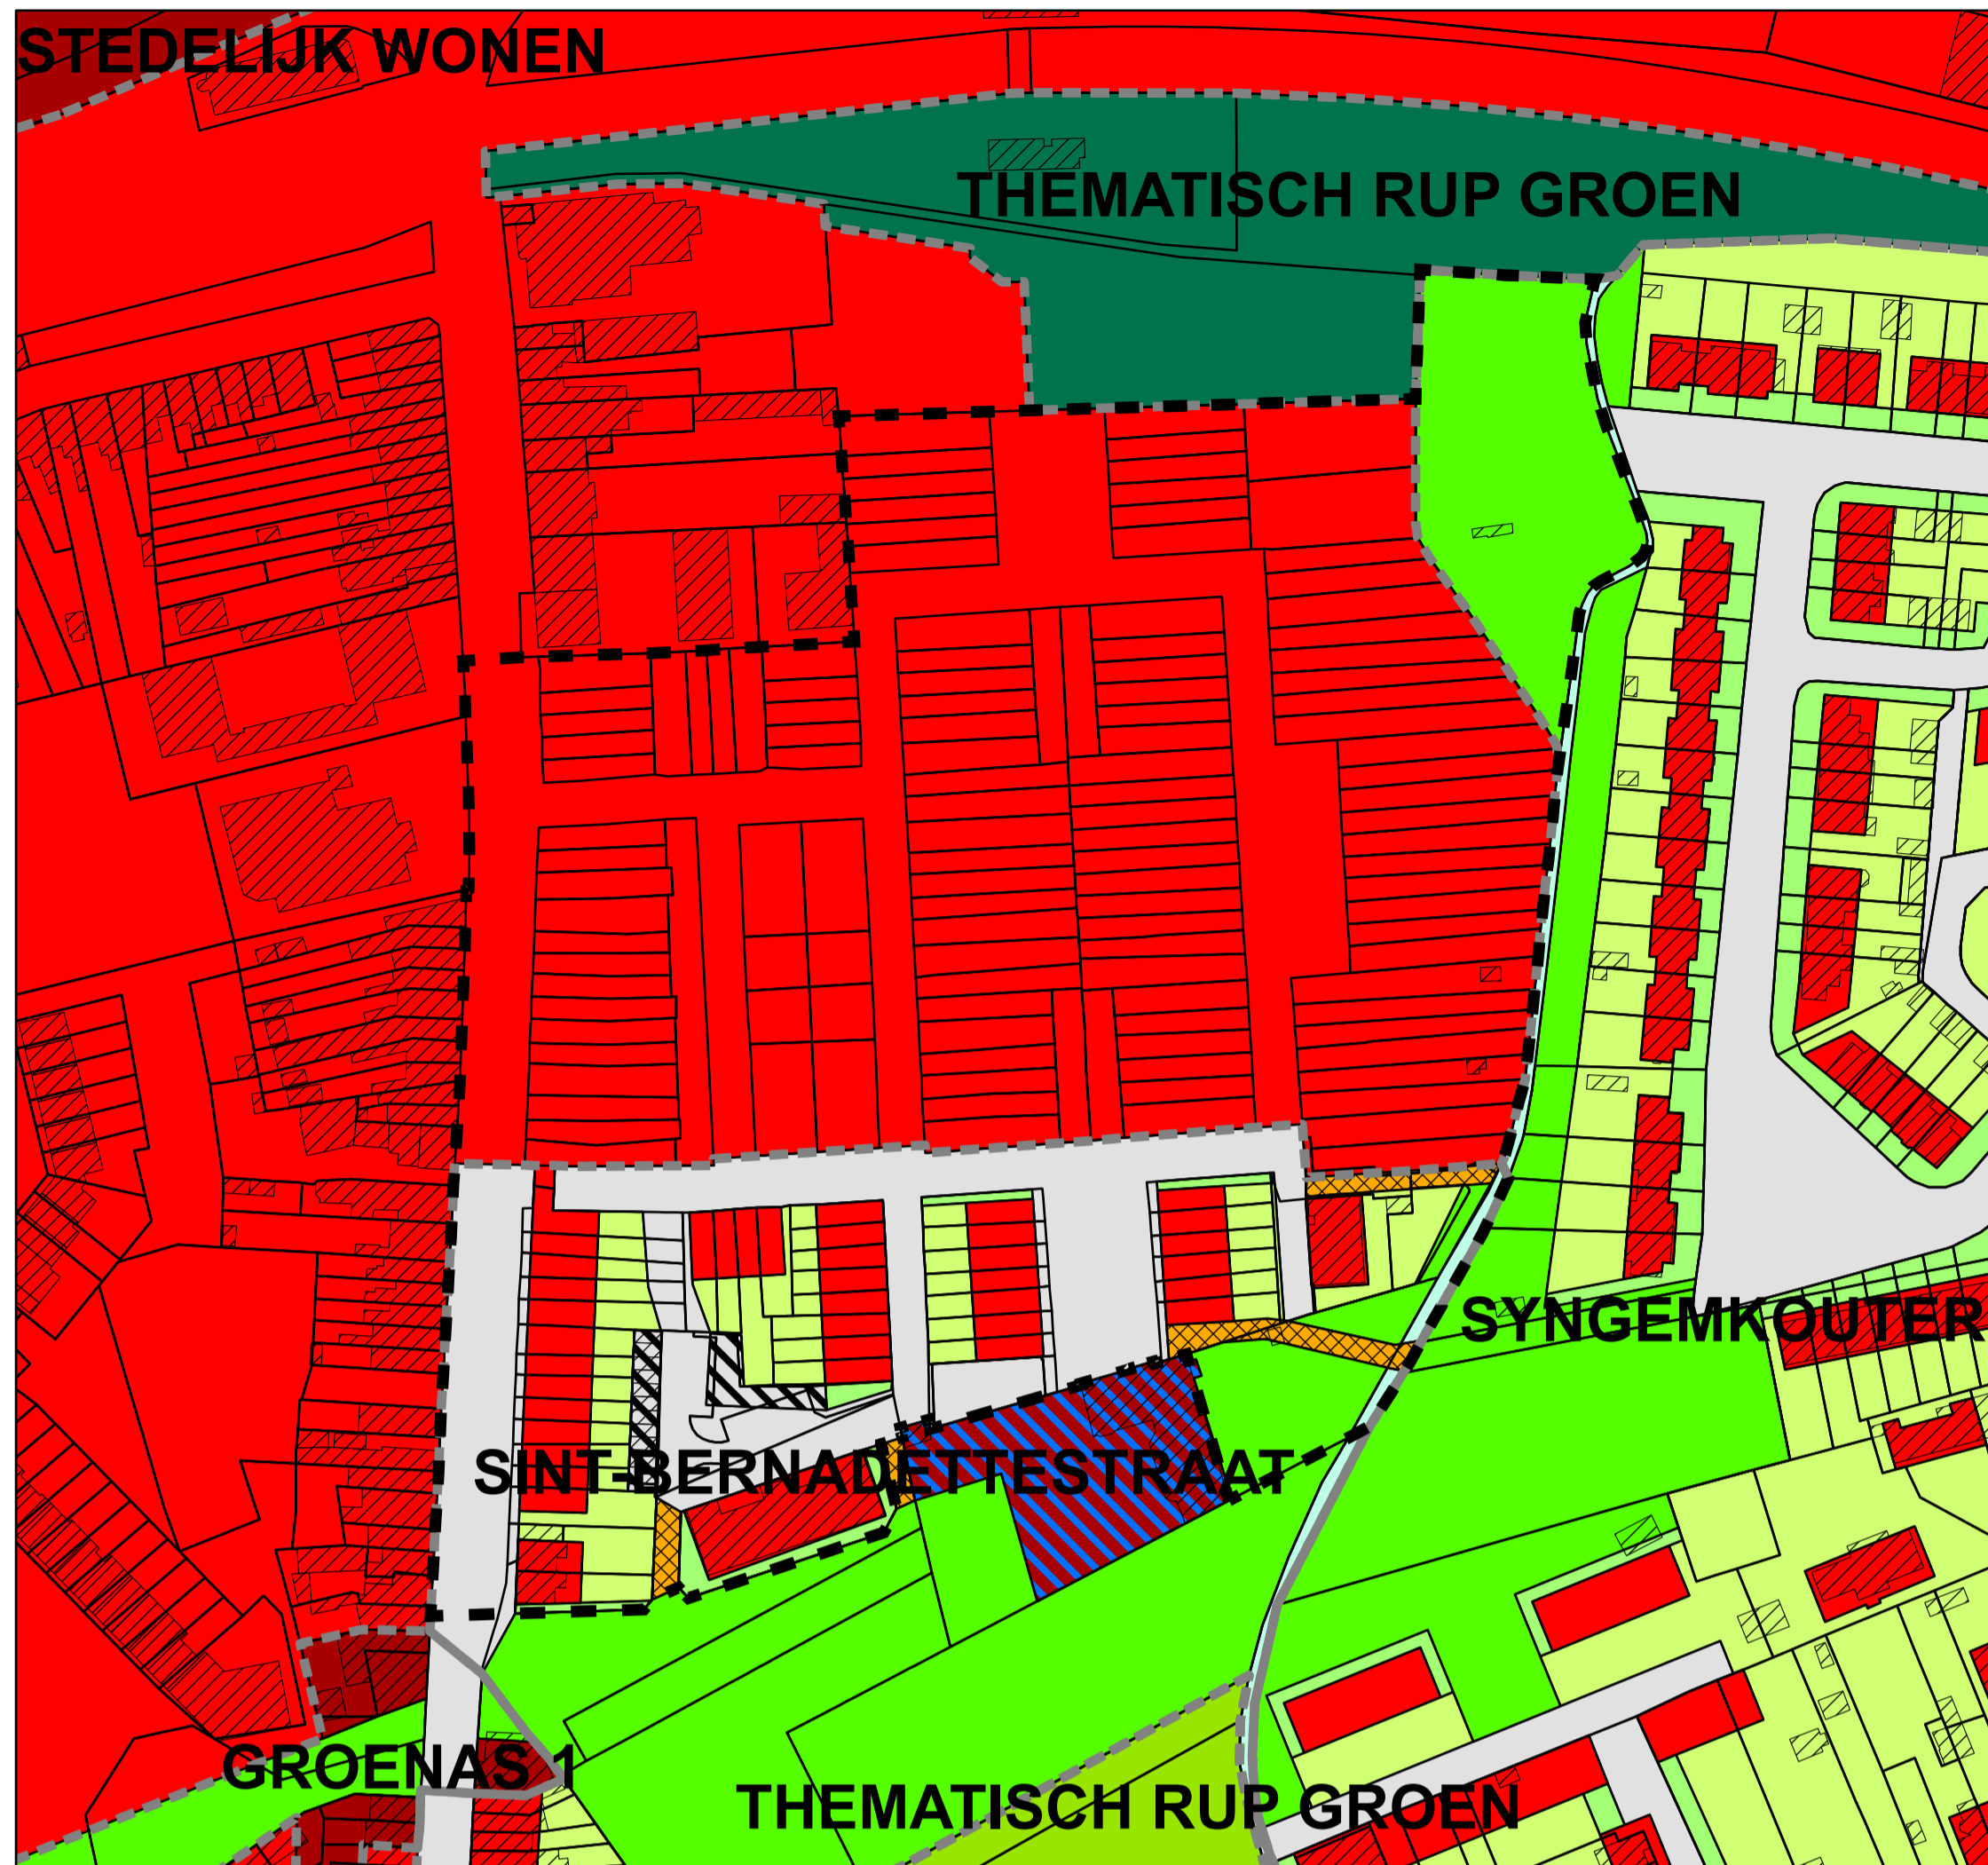 STEDELIJK WONEN
THEMATISCH RUP GROEN
SYNGEMKOUTER
SINT-BERNADETTESTRAAT
GROENAS 1
THEMATISCH RUP GROEN